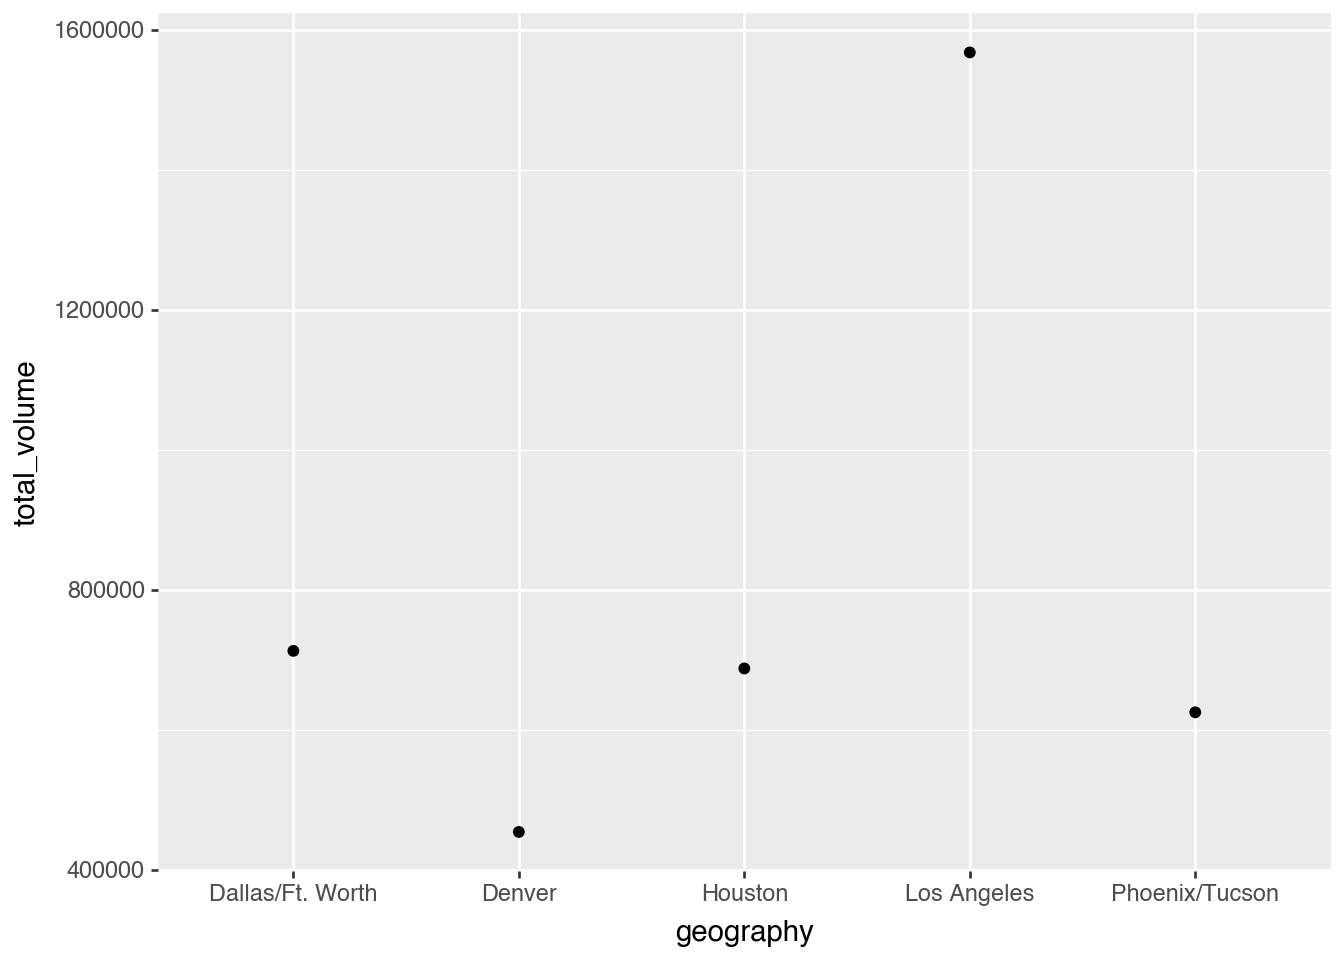 1600000
1200000
800000
400000
total_volume
Dallas/Ft. Worth Denver Houston Los Angeles Phoenix/Tucson
geography